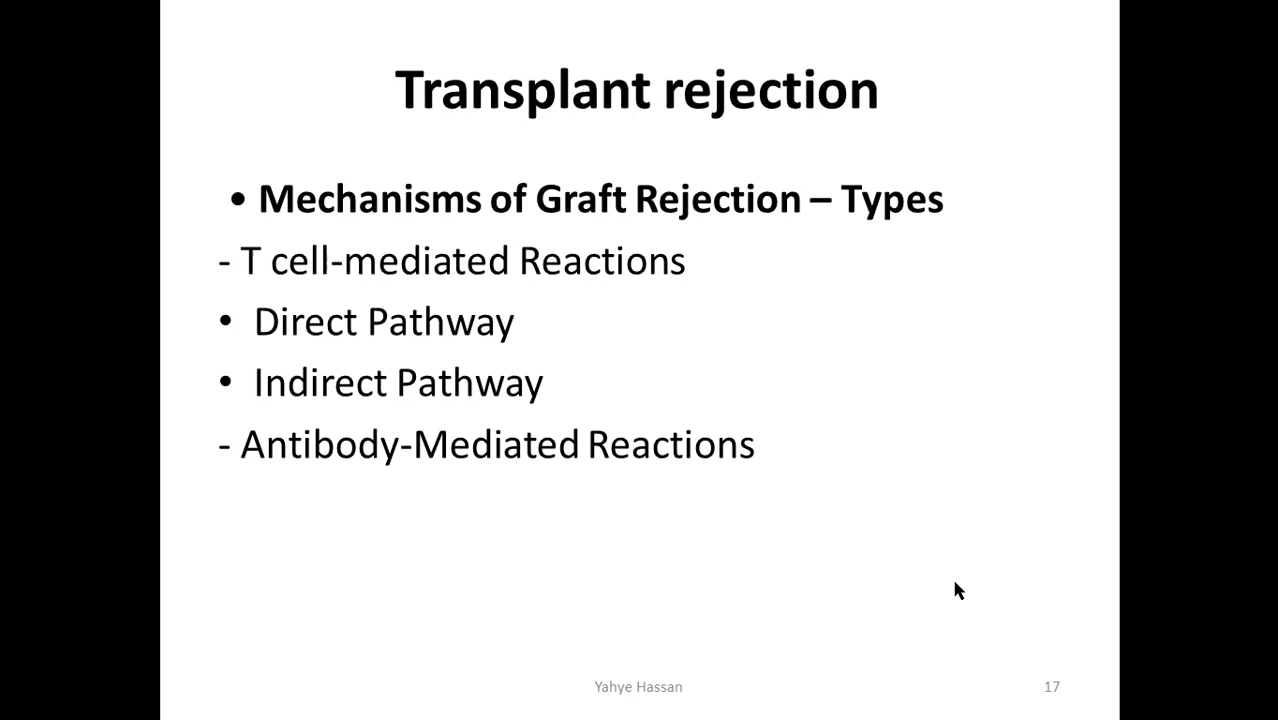 Transplant rejection
• Mechanisms of Graft Rejection – Types
- T cell-mediated Reactions
• Direct Pathway
• Indirect Pathway
- Antibody-Mediated Reactions
Yahye Hassan
17